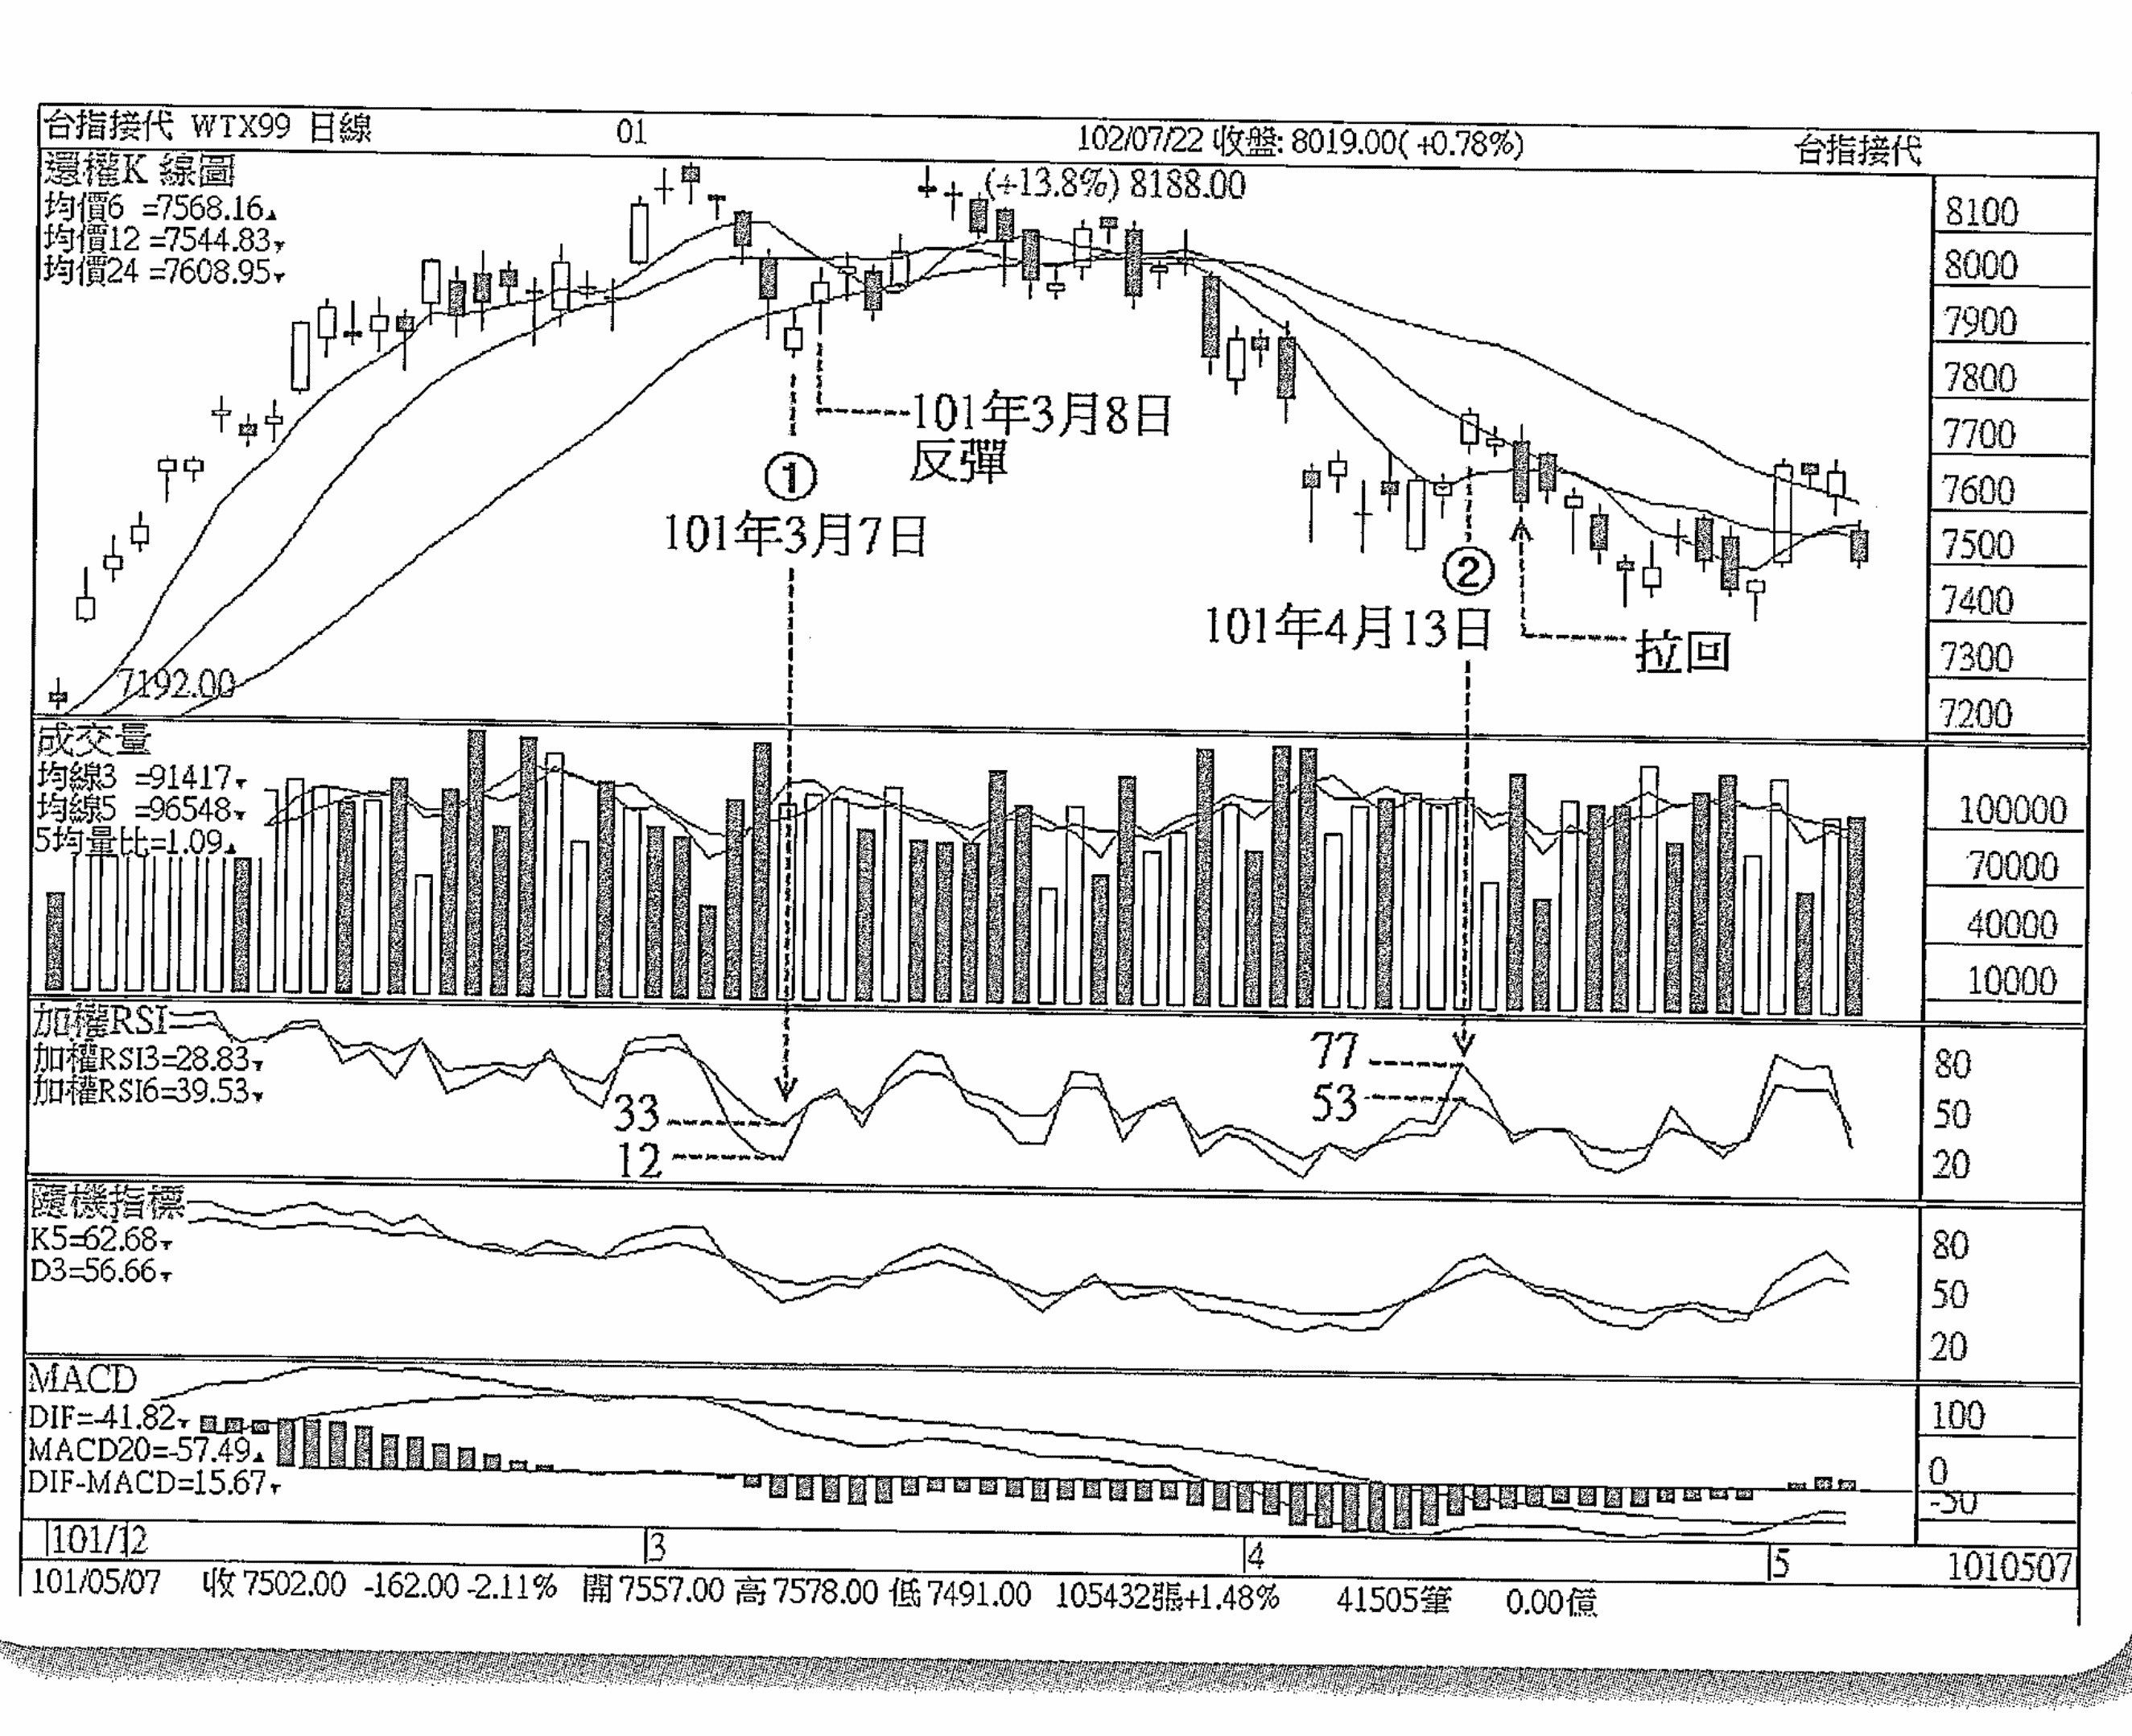 台指接代 WTX99 日線 01 102/07/22 收盤: 8019.00( +0.78%) 台指接代
還權K 線圖
均價6 =7568.16▲
均價12 =7544.83▼
均價24 =7608.95▼
(+13.8%) 8188.00
8100
8000
7900
7800
7700
7600
7500
7400
7300
7200
101年3月8日
反彈
①
101年3月7日
②
101年4月13日
拉回
7192.00
成交量
均線3 =91417▼
均線5 =96548▼
5均量比=1.09▲
100000
70000
40000
10000
加權RSI
加權RSI3=28.83▼
加權RSI6=39.53▼
33
12
77
53
80
50
20
隨機指標
K5=62.68▼
D3=56.66▼
80
50
20
MACD
DIF=-41.82▼
MACD20=-57.49▲
DIF-MACD=15.67▼
100
0
-50
101/12 3 4 5 1010507
101/05/07 收 7502.00 -162.00 -2.11% 開 7557.00 高 7578.00 低 7491.00 105432張+1.48% 41505筆 0.00億